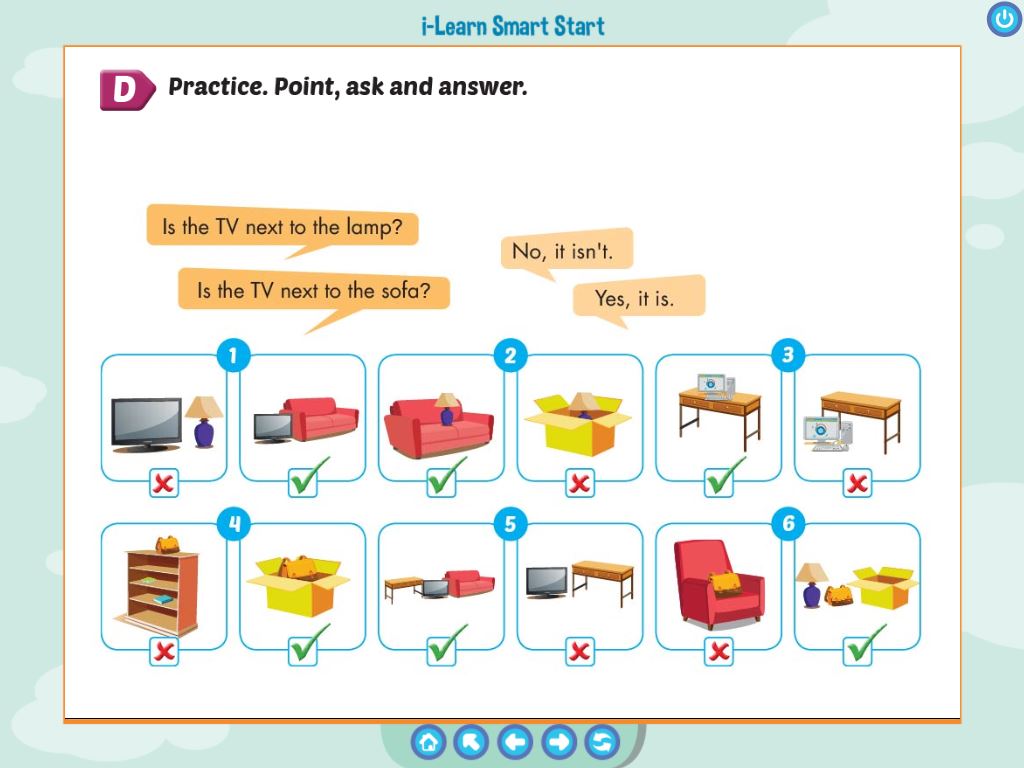 i-Learn Smart Start
D Practice. Point, ask and answer.
Is the TV next to the lamp?
No, it isn't.
Is the TV next to the sofa?
Yes, it is.
1
2
3
4
5
6